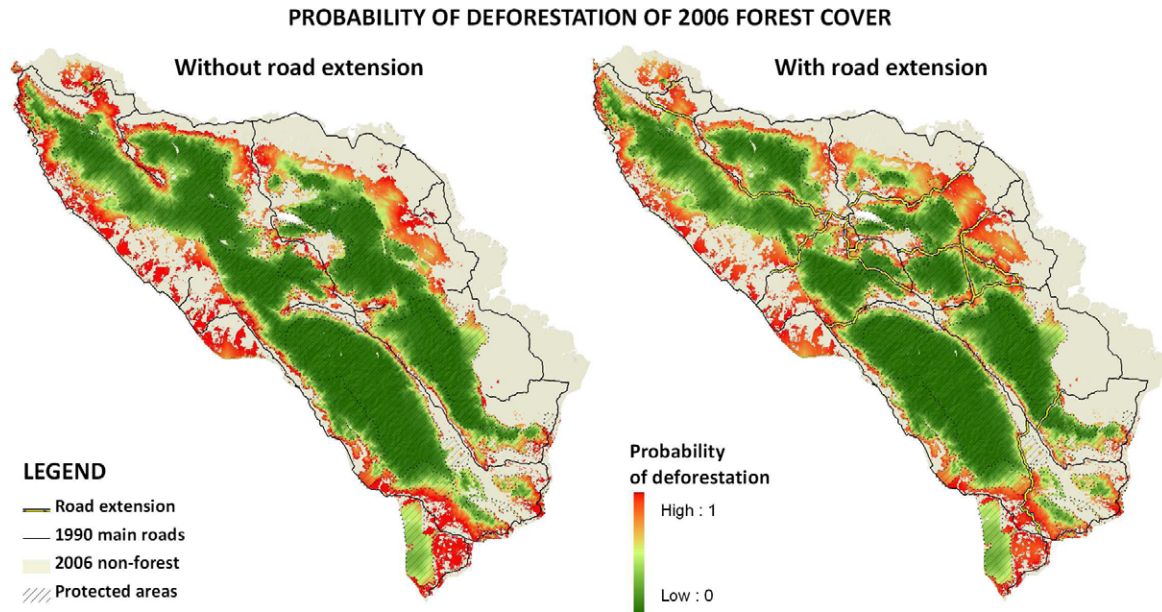 PROBABILITY OF DEFORESTATION OF 2006 FOREST COVER
Without road extension
With road extension
LEGEND
Road extension
1990 main roads
2006 non-forest
Protected areas
Probability
of deforestation
High : 1
Low : 0